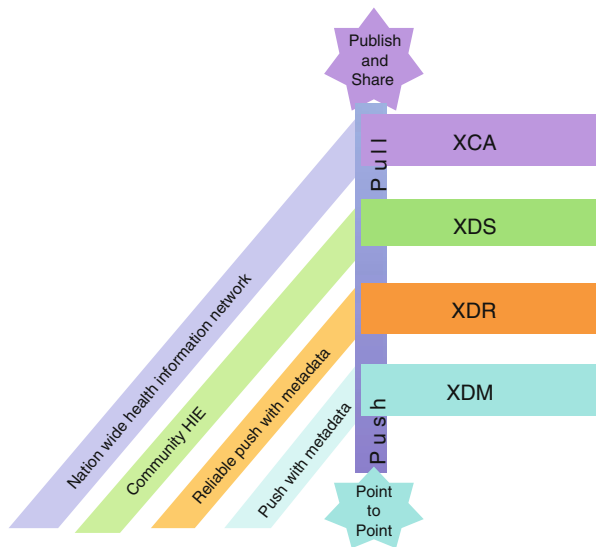 Publish
and
Share
Pull
XCA
XDS
XDR
XDM
Push
Nation wide health information network
Community HIE
Reliable push with metadata
Push with metadata
Point
to
Point